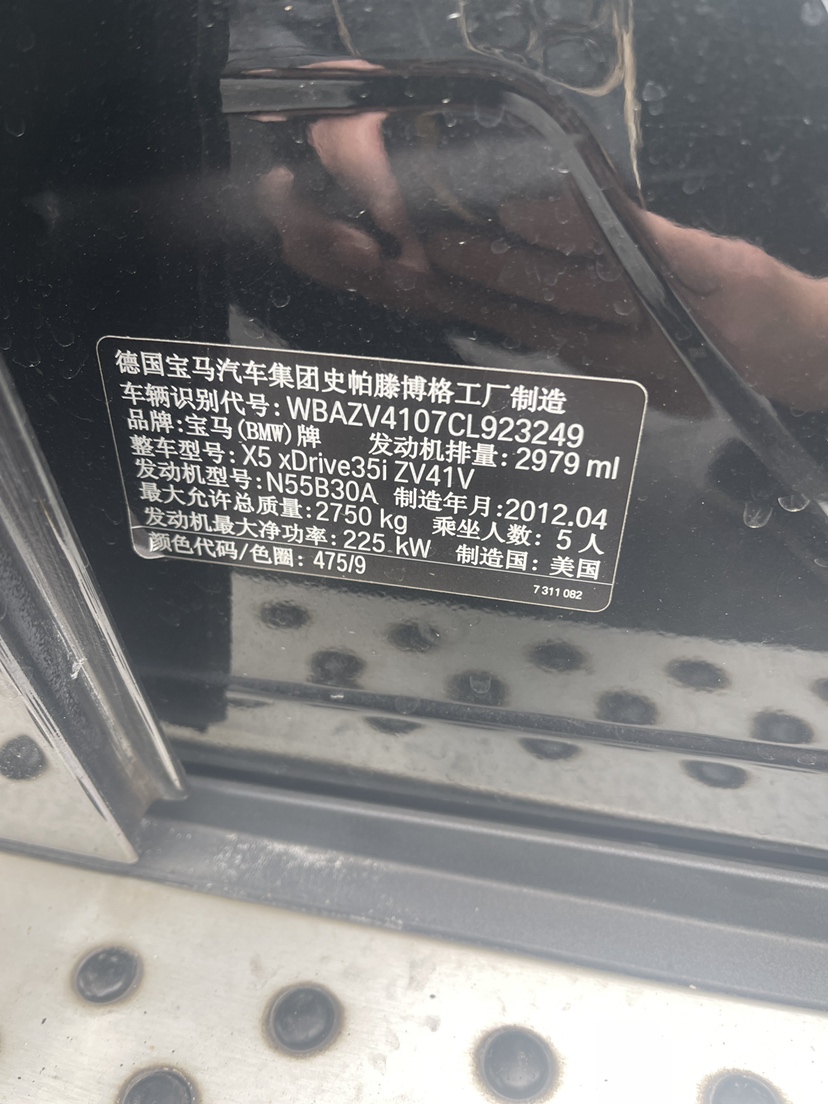 德国宝马汽车集团史帕滕博格工厂制造
车辆识别代号: WBAZV4107CL923249
品牌: 宝马(BMW)牌 发动机排量: 2979 ml
整车型号: X5 xDrive35i ZV41V
发动机型号: N55B30A 制造年月: 2012.04
最大允许总质量: 2750 kg 乘坐人数: 5 人
发动机最大净功率: 225 kW 制造国: 美国
颜色代码/色圈: 475/9
7 311 082